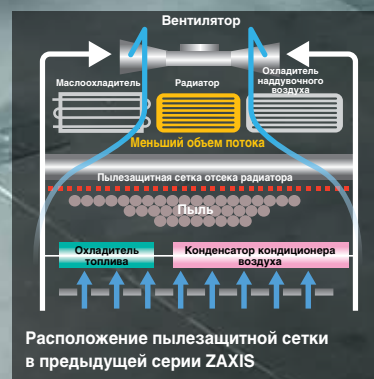 Вентилятор
Маслоохладитель
Радиатор
Охладитель
наддувочного
воздуха
Меньший объем потока
Пылезащитная сетка отсека радиатора
Пыль
Охладитель
топлива
Конденсатор кондиционера
воздуха
Расположение пылезащитной сетки
в предыдущей серии ZAXIS